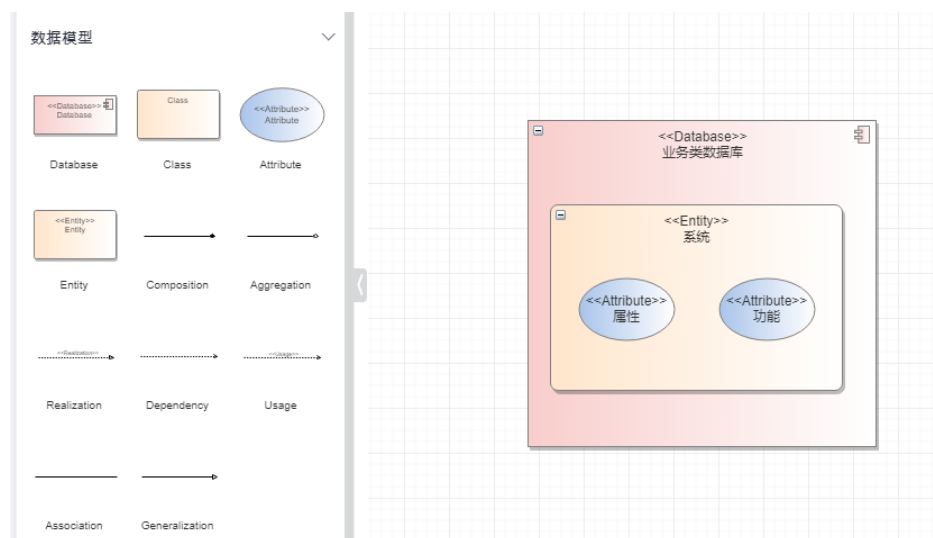 数据模型
<<Database>>
Database
Class
<<Attribute>>
Attribute
Database
Class
Attribute
<<Entity>>
Entity
Entity
Composition
Aggregation
<<Realization>>
<<Usage>>
Realization
Dependency
Usage
Association
Generalization
<<Database>>
业务类数据库
<<Entity>>
系统
<<Attribute>>
属性
<<Attribute>>
功能